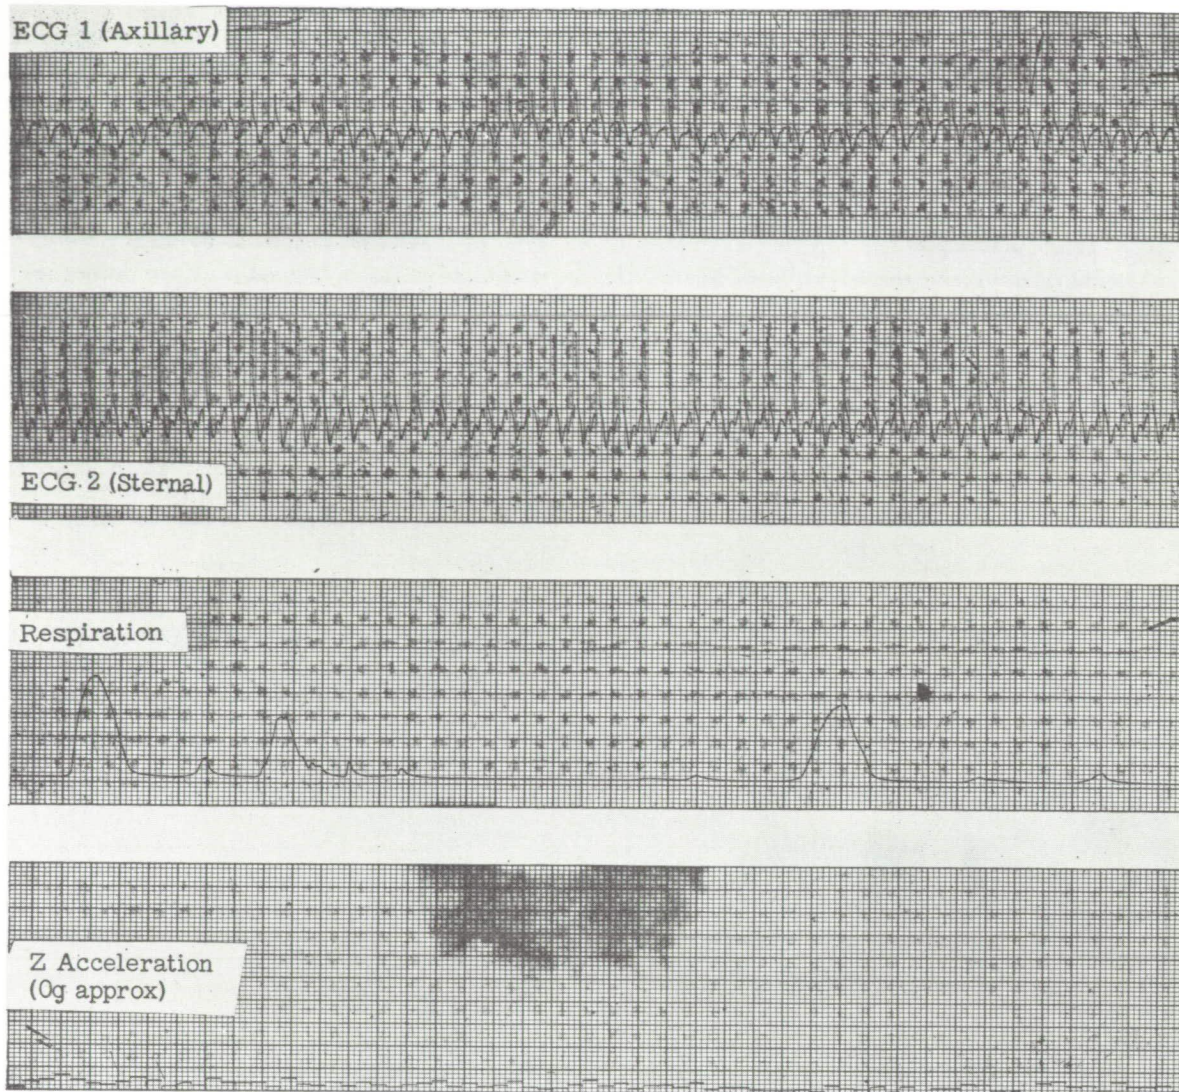 ECG 1 (Axillary)
ECG 2 (Sternal)
Respiration
Z Acceleration
(0g approx)